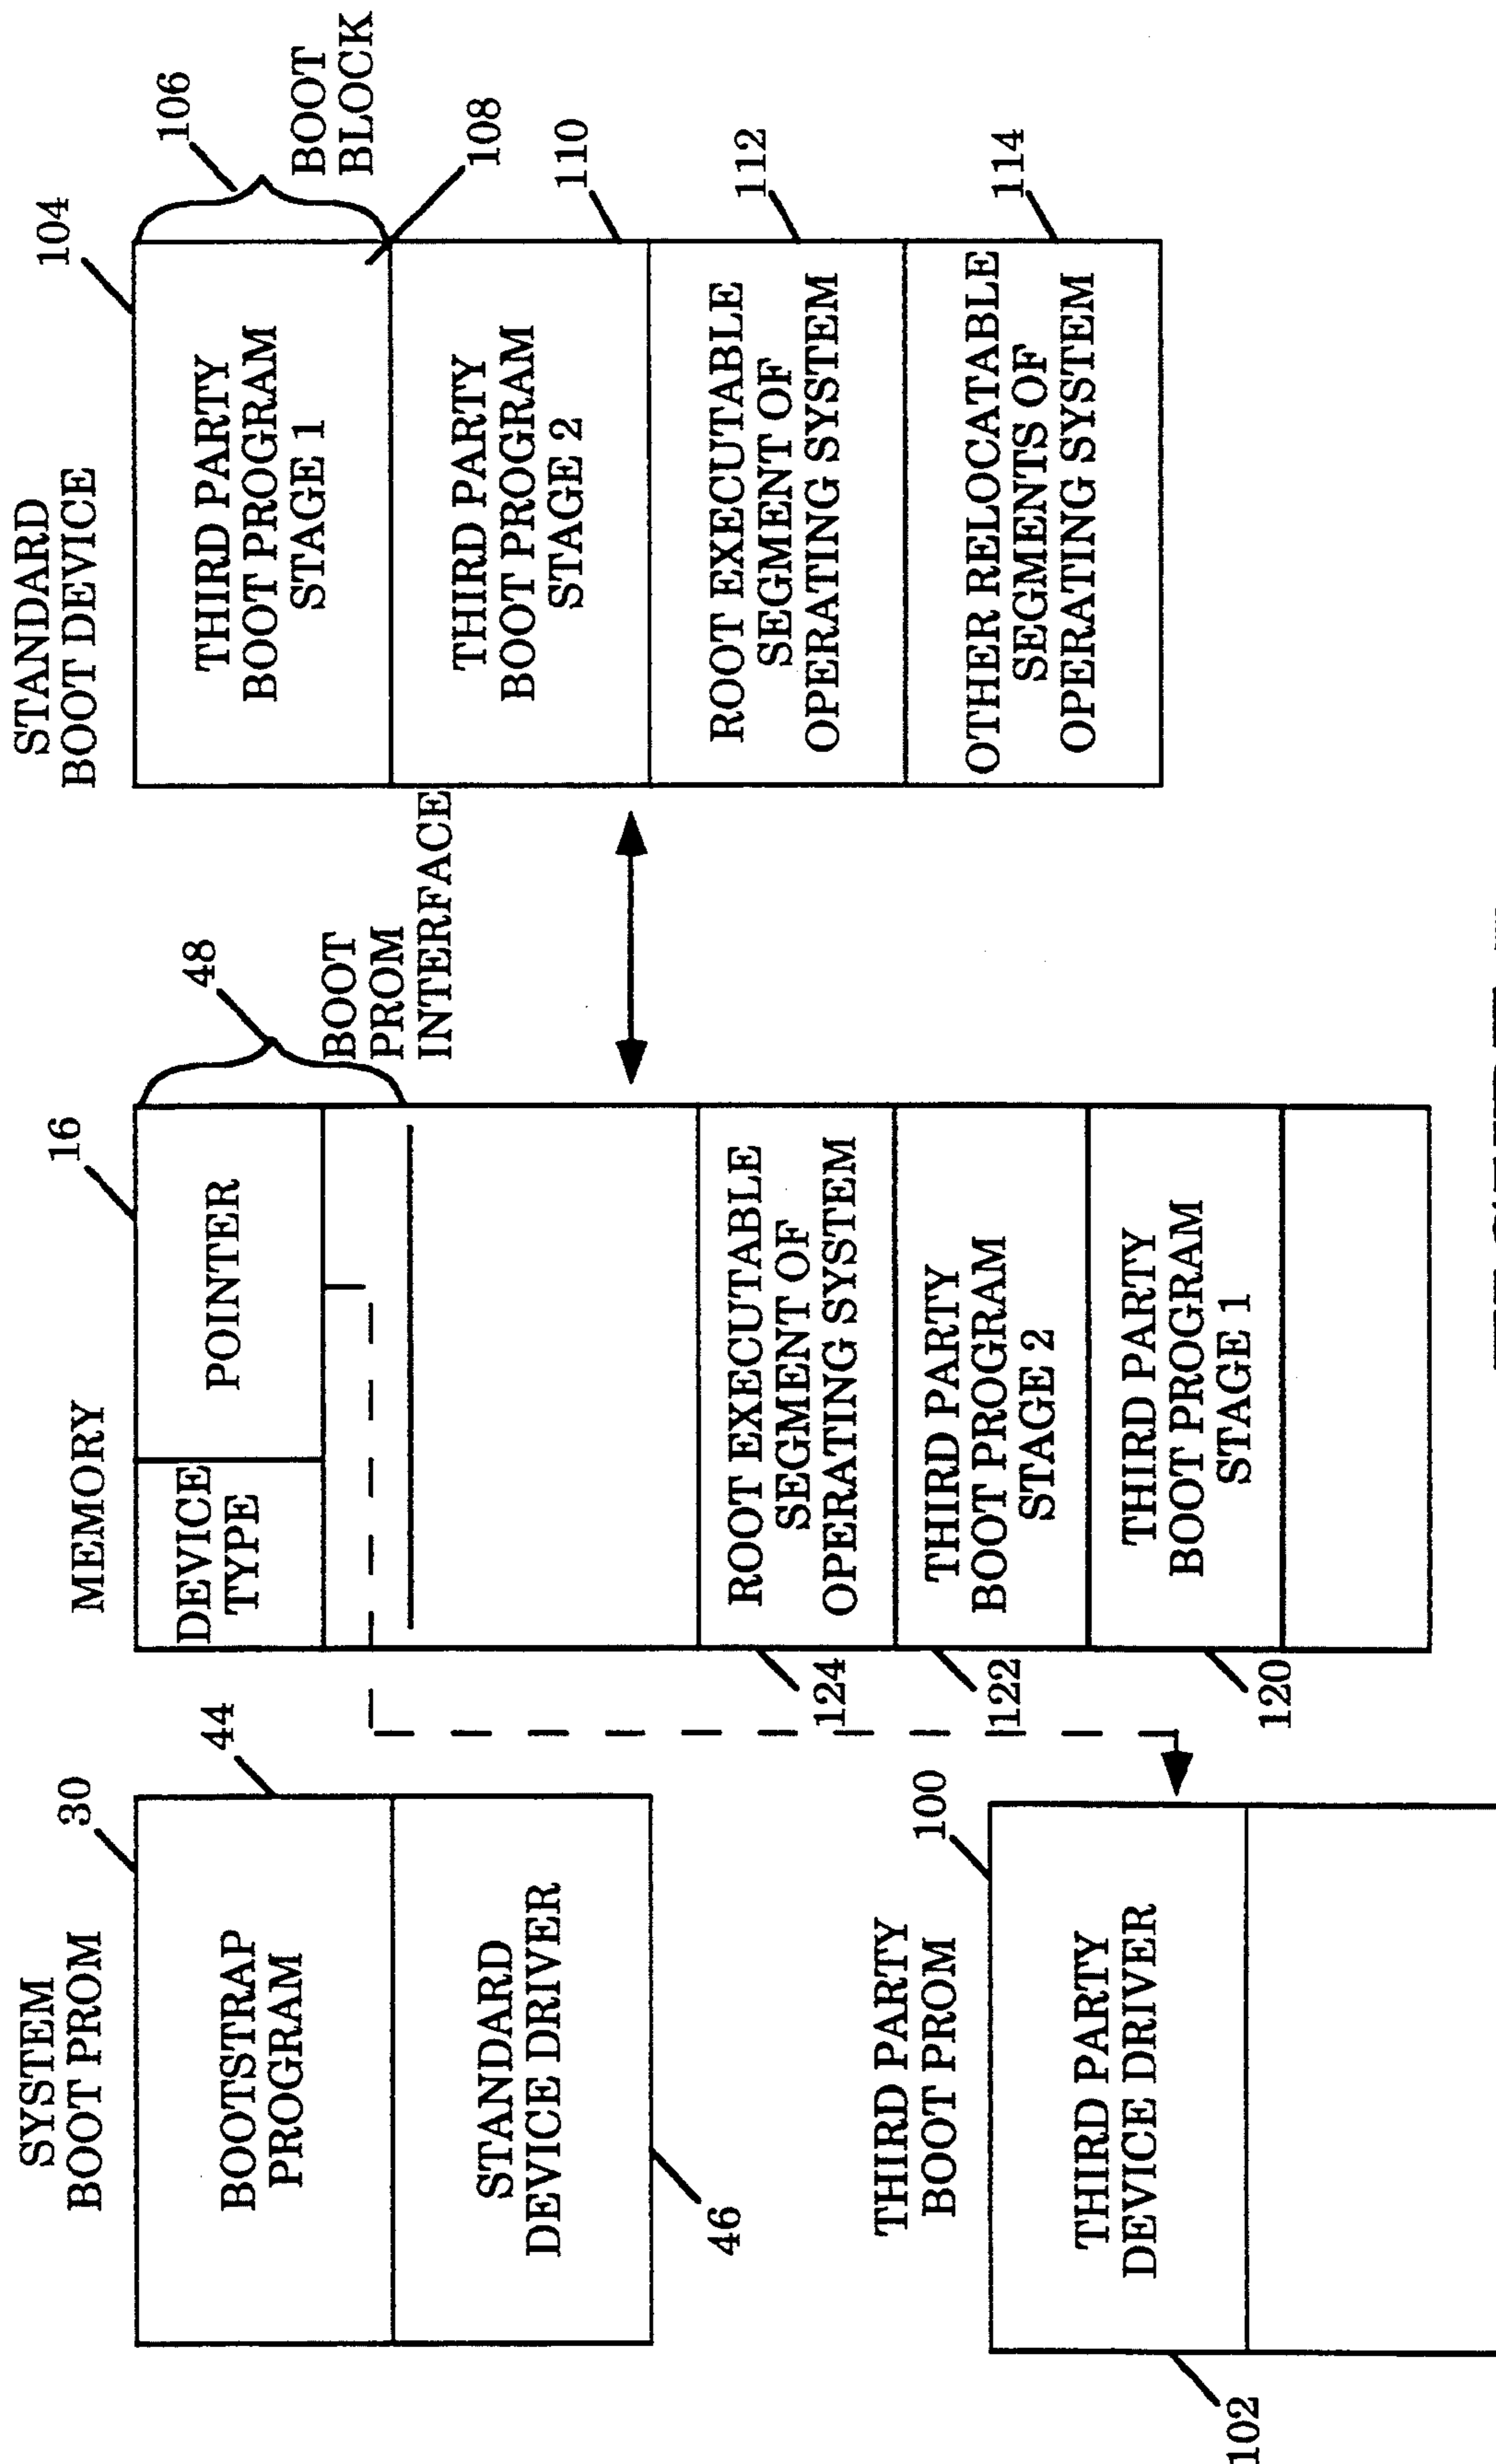 SYSTEM
BOOT PROM
30
44
BOOTSTRAP
PROGRAM
STANDARD
DEVICE DRIVER
46
THIRD PARTY
BOOT PROM
100
THIRD PARTY
DEVICE DRIVER
102
MEMORY
16
DEVICE
TYPE
POINTER
48
BOOT
PROM
INTERFACE
ROOT EXECUTABLE
SEGMENT OF
OPERATING SYSTEM
124
THIRD PARTY
BOOT PROGRAM
STAGE 2
122
THIRD PARTY
BOOT PROGRAM
STAGE 1
120
STANDARD
BOOT DEVICE
104
106
BOOT
BLOCK
THIRD PARTY
BOOT PROGRAM
STAGE 1
108
THIRD PARTY
BOOT PROGRAM
STAGE 2
110
ROOT EXECUTABLE
SEGMENT OF
OPERATING SYSTEM
112
OTHER RELOCATABLE
SEGMENTS OF
OPERATING SYSTEM
114